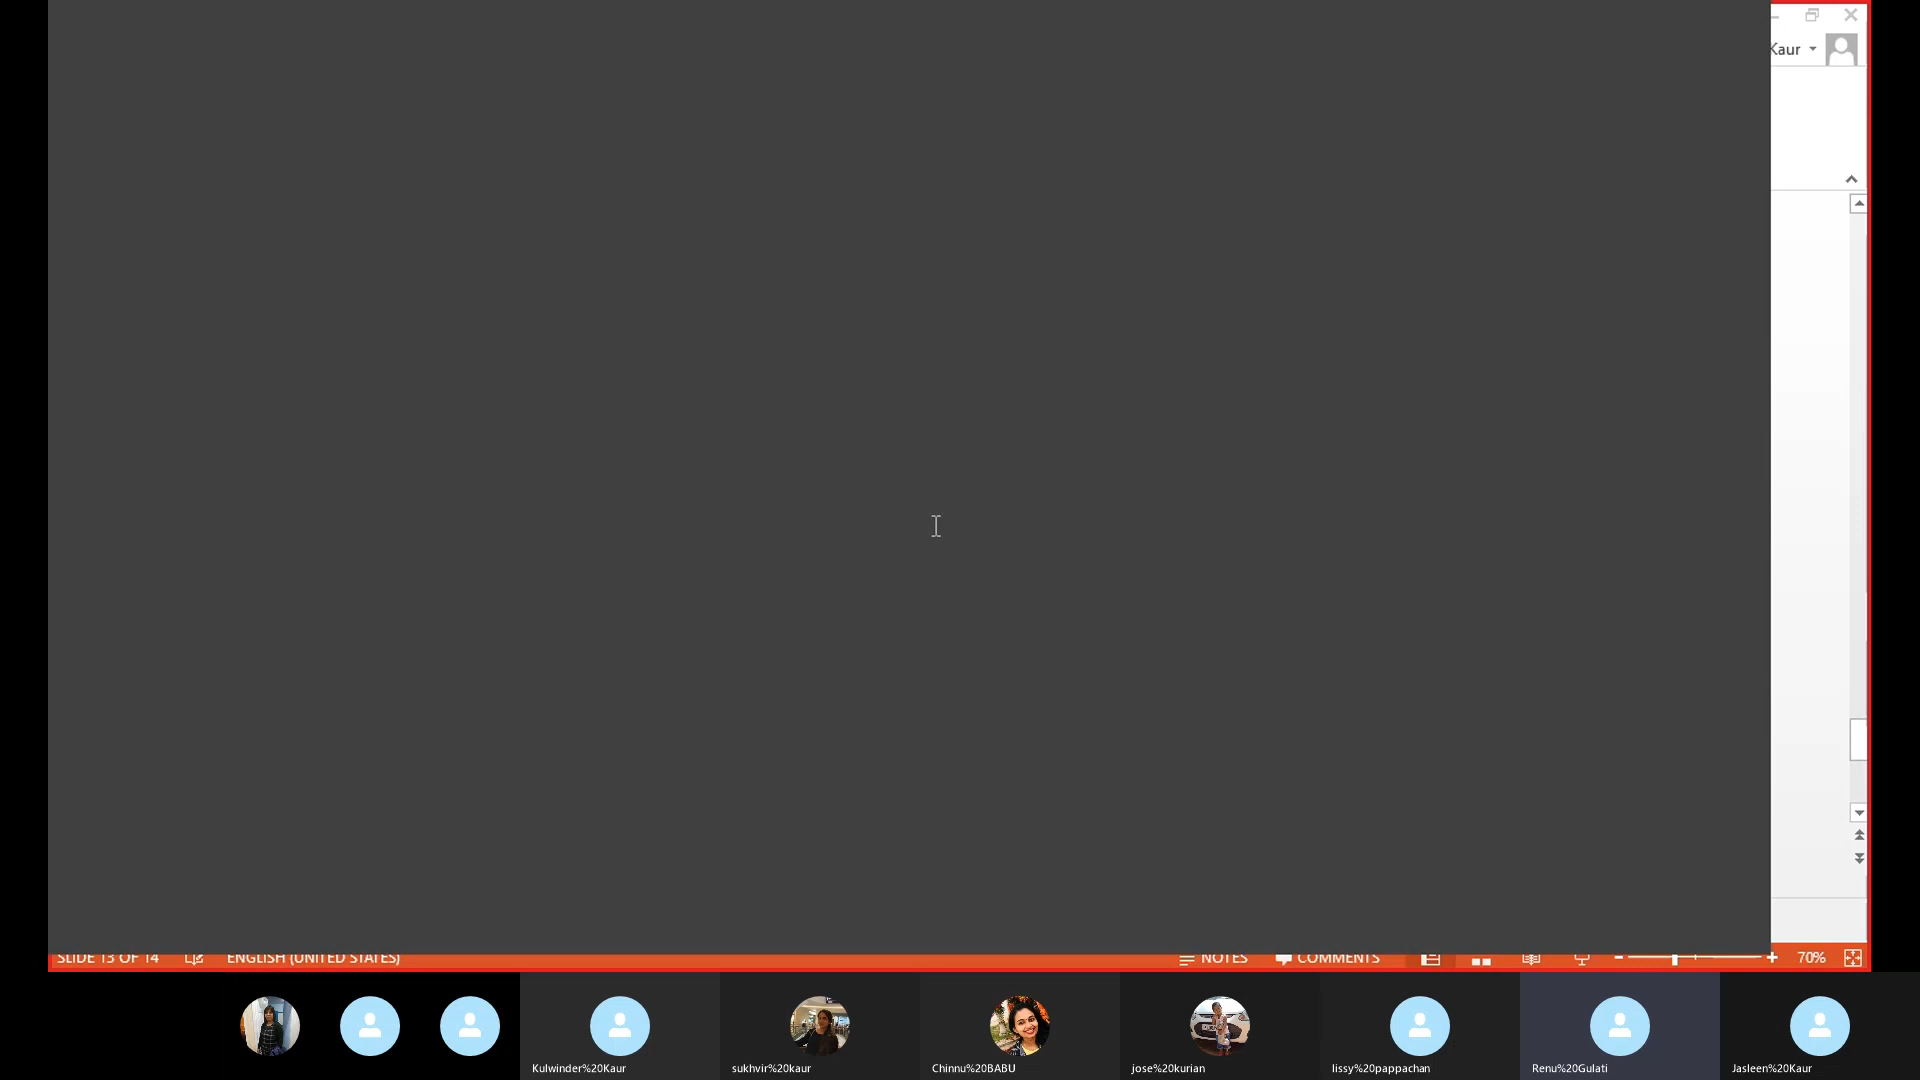 Kaur
SLIDE 13 OF 14 ENGLISH (UNITED STATES) NOTES COMMENTS 70%
Kulwinder%20Kaur sukhvir%20kaur Chinnu%20BABU jose%20kurian lissy%20pappachan Renu%20Gulati Jasleen%20Kaur